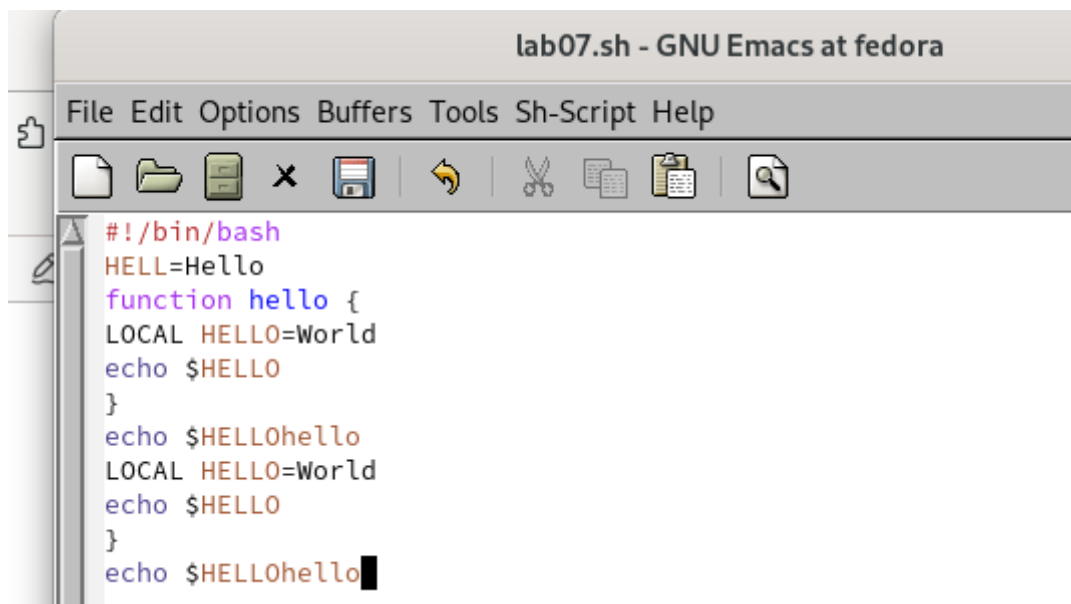 lab07.sh - GNU Emacs at fedora
File Edit Options Buffers Tools Sh-Script Help
#!/bin/bash
HELL=Hello
function hello {
LOCAL HELLO=World
echo $HELLO
}
echo $HELLOhello
LOCAL HELLO=World
echo $HELLO
}
echo $HELLOhello